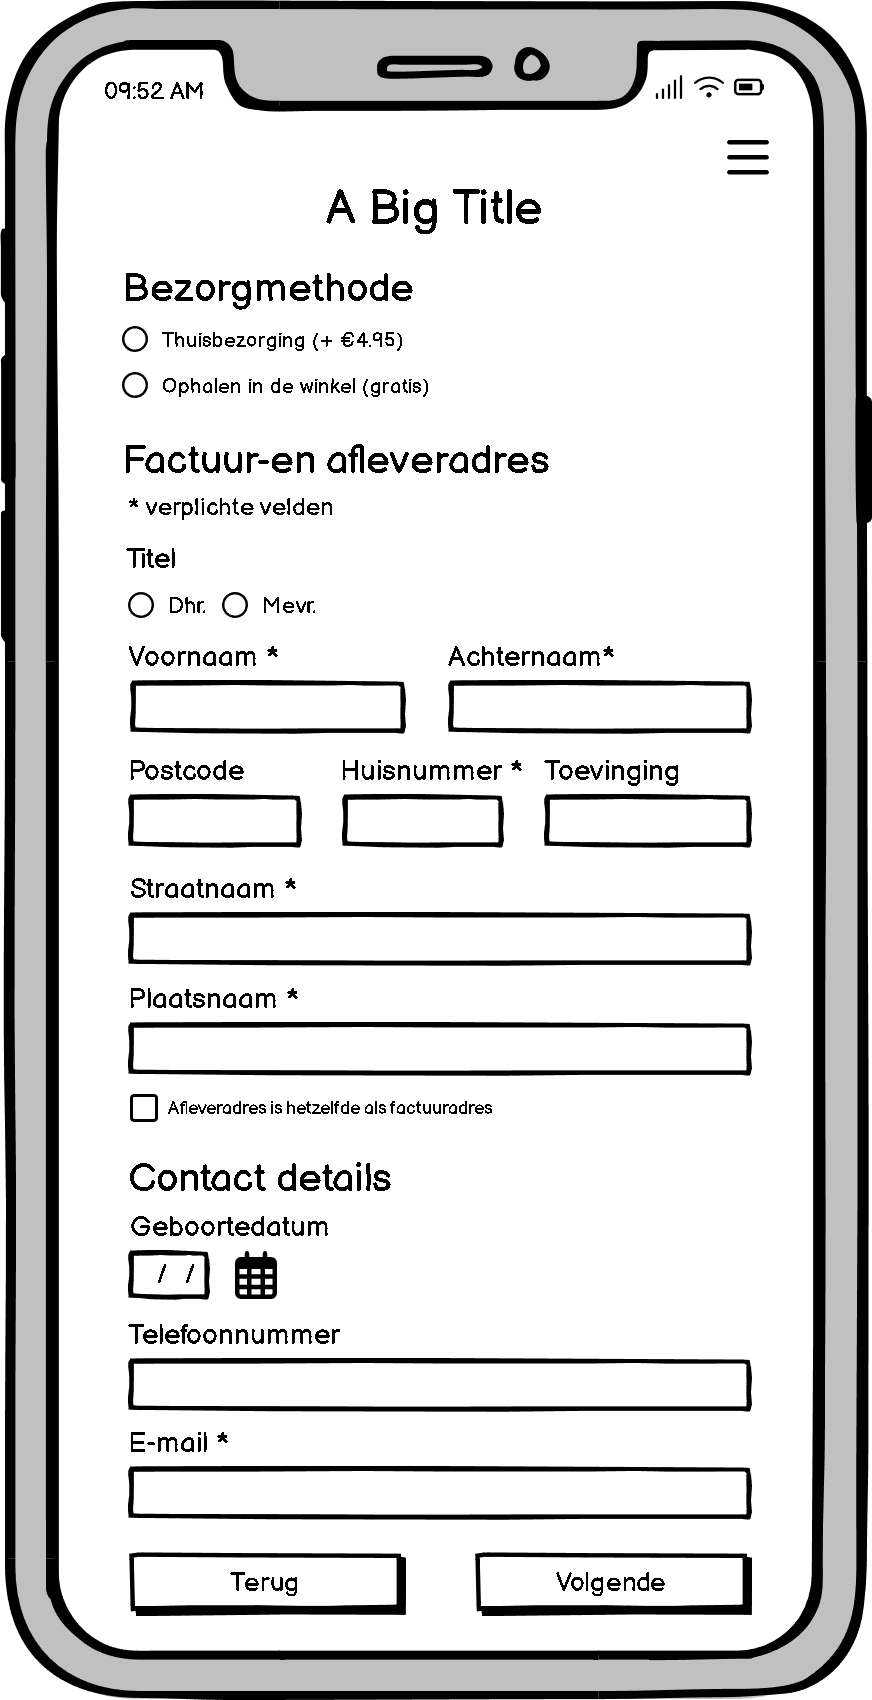 09:52 AM
A Big Title
Bezorgmethode
Thuisbezorging (+ €4.95)
Ophalen in de winkel (gratis)
Factuur-en afleveradres
* verplichte velden
Titel
Dhr. Mevr.
Voornaam * Achternaam*
Postcode Huisnummer * Toevinging
Straatnaam *
Plaatsnaam *
Afleveradres is hetzelfde als factuuradres
Contact details
Geboortedatum
/ /
Telefoonnummer
E-mail *
Terug Volgende